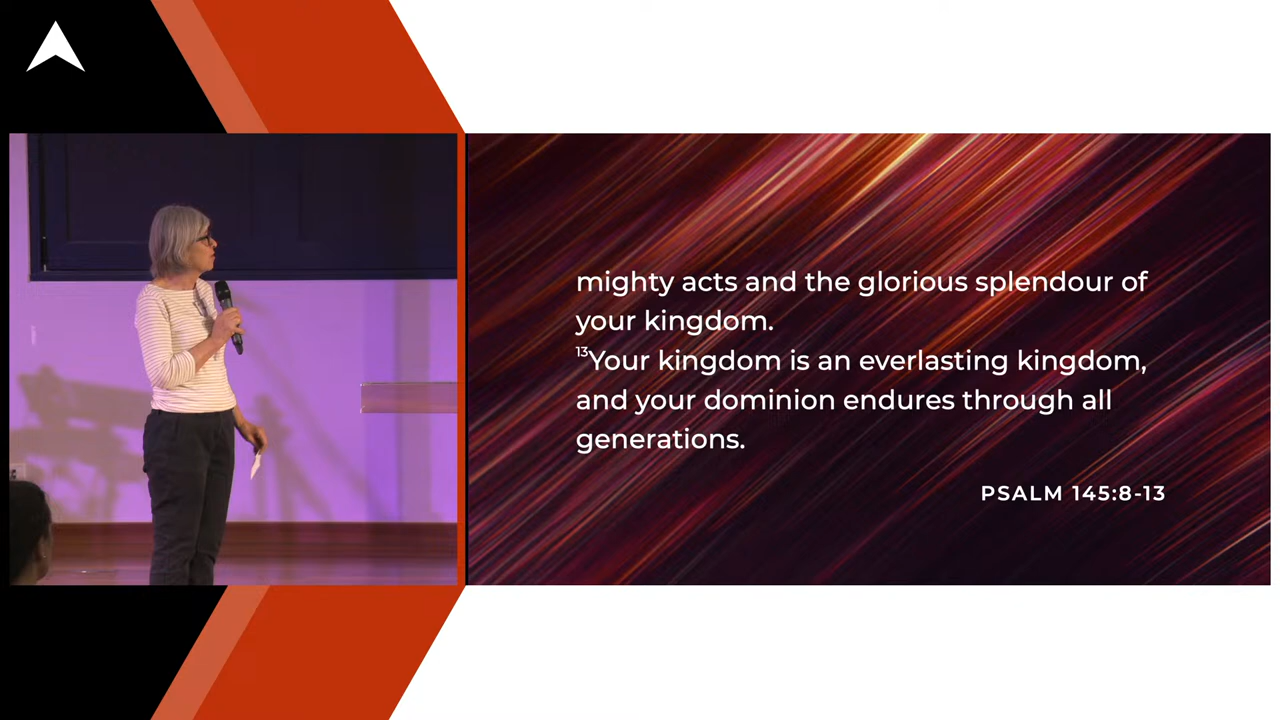 mighty acts and the glorious splendour of
your kingdom.
¹³Your kingdom is an everlasting kingdom,
and your dominion endures through all
generations.
PSALM 145:8-13